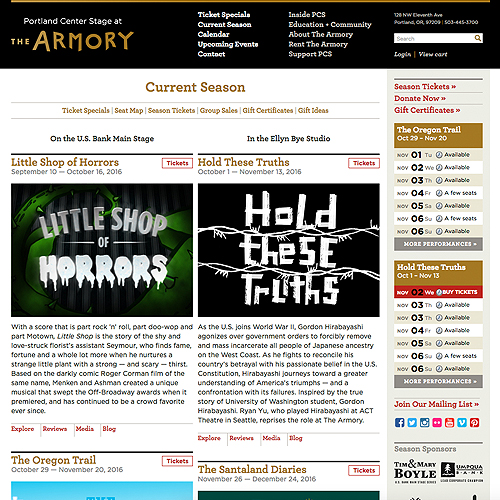 Portland Center Stage at
THE ARMORY
Ticket Specials
Current Season
Calendar
Upcoming Events
Contact
Inside PCS
Education + Community
About The Armory
Rent The Armory
Support PCS
128 NW Eleventh Ave
Portland, OR, 97209 | 503-445-3700
Search
Login | View cart
Current Season
Ticket Specials | Seat Map | Season Tickets | Group Sales | Gift Certificates | Gift Ideas
On the U.S. Bank Main Stage
Little Shop of Horrors
Tickets
September 10 — October 16, 2016
LITTLE SHOP
OF
HORRORS
With a score that is part rock 'n' roll, part doo-wop and
part Motown, Little Shop is the story of the shy and
love-struck florist's assistant Seymour, who finds fame,
fortune and a whole lot more when he nurtures a
strange little plant with a strong — and scary — thirst.
Based on the darkly comic Roger Corman film of the
same name, Menken and Ashman created a unique
musical that swept the Off-Broadway awards when it
premiered, and has continued to be a crowd favorite
ever since.
Explore | Reviews | Media | Blog
The Oregon Trail
Tickets
October 29 — November 20, 2016
THE
In the Ellyn Bye Studio
Hold These Truths
Tickets
October 1 — November 13, 2016
Hold
these
Truths
As the U.S. joins World War II, Gordon Hirabayashi
agonizes over government orders to forcibly remove
and mass incarcerate all people of Japanese ancestry
on the West Coast. As he fights to reconcile his
country's betrayal with his passionate belief in the U.S.
Constitution, Hirabayashi journeys toward a greater
understanding of America's triumphs — and a
confrontation with its failures. Inspired by the true
story of University of Washington student, Gordon
Hirabayashi. Ryan Yu, who played Hirabayashi at ACT
Theatre in Seattle, reprises the role at The Armory.
Explore | Reviews | Media | Blog
The Santaland Diaries
Tickets
November 26 — December 24, 2016
Season Tickets »
Donate Now »
Gift Certificates »
The Oregon Trail
Oct 29 - Nov 20
NOV 01 Tu Available
NOV 02 We Available
NOV 03 Th Available
NOV 04 Fr A few seats
NOV 05 Sa Available
NOV 06 Su A few seats
NOV 06 Su Available
MORE PERFORMANCES »
Hold These Truths
Oct 1 - Nov 13
NOV 02 We BUY TICKETS
NOV 03 Th Available
NOV 03 Th Available
NOV 04 Fr Available
NOV 05 Sa Available
NOV 06 Su A few seats
NOV 06 Su Available
MORE PERFORMANCES »
Join Our Mailing List »
Season Sponsors
TIM & MARY
BOYLE
U.S. BANK MAIN STAGE SERIES
UMPQUA
BANK
LEAD CORPORATE CHAMPION